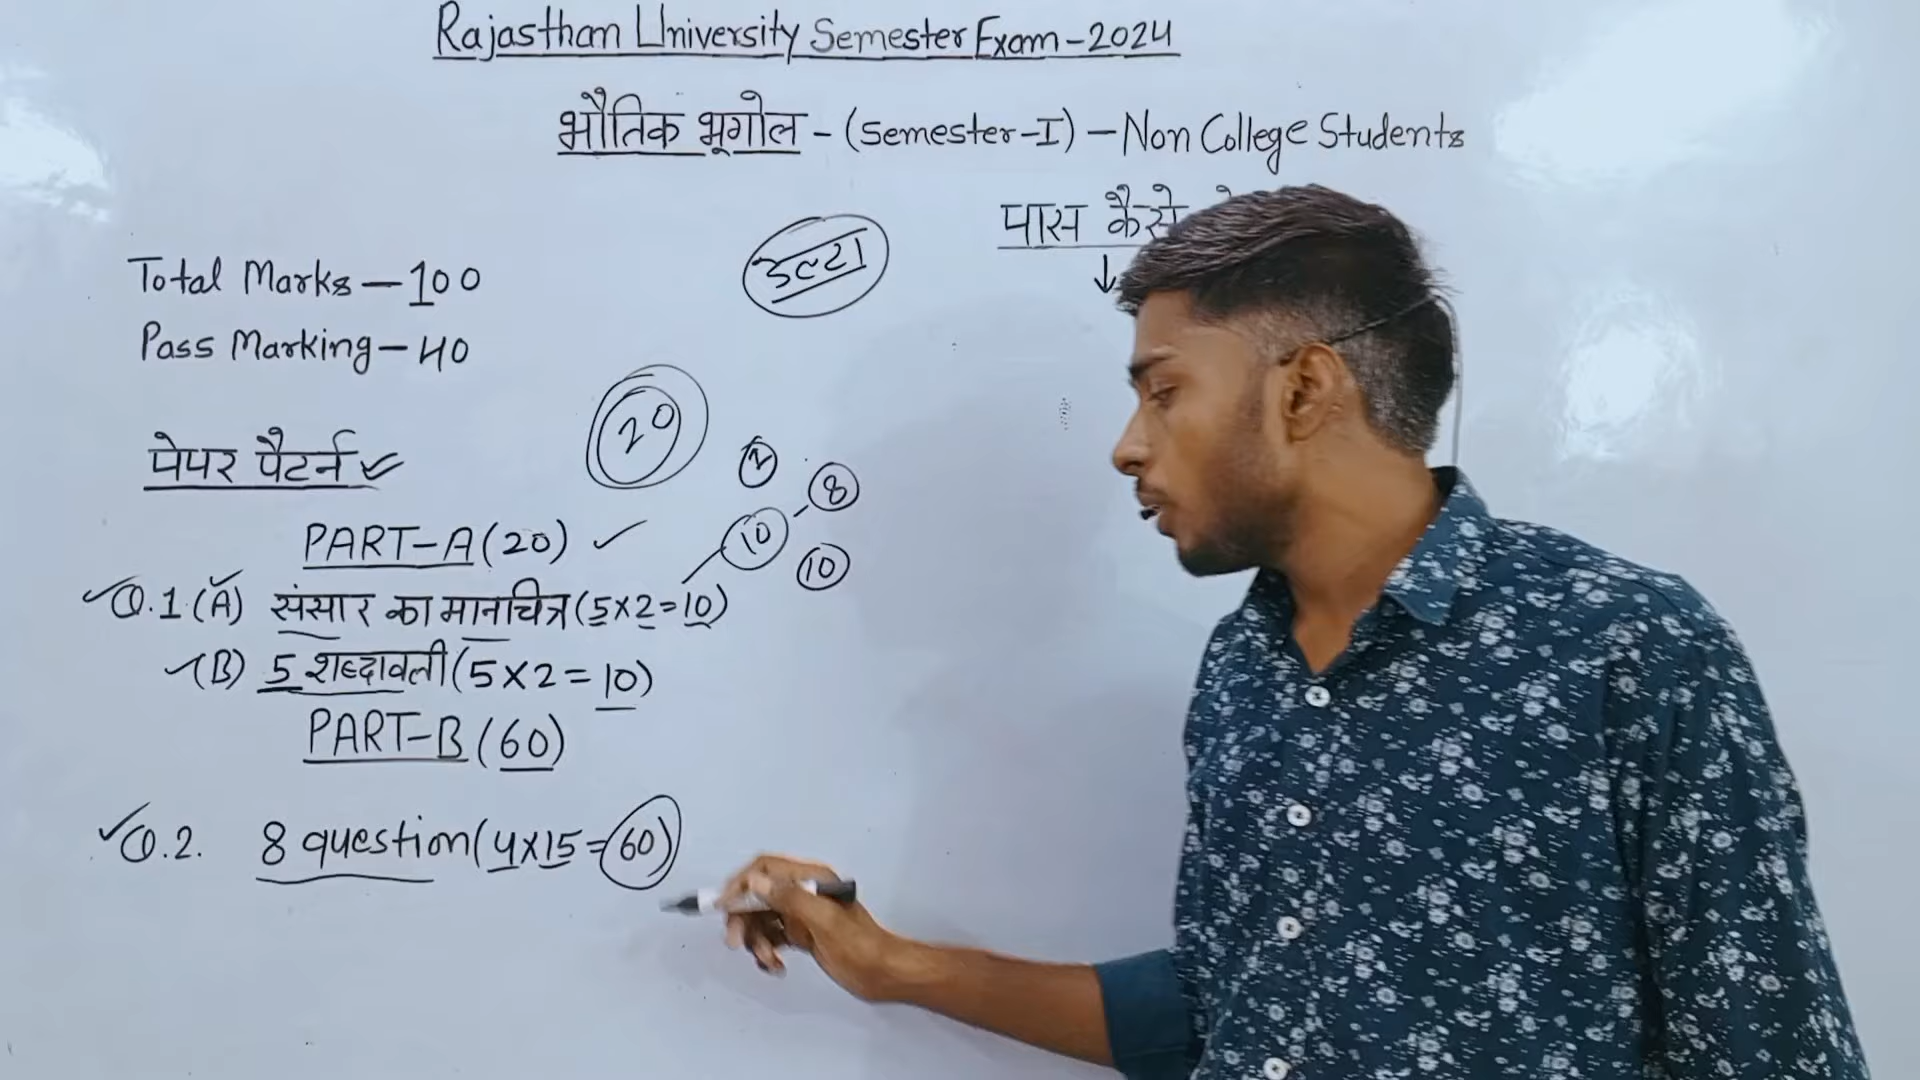 Rajasthan University Semester Exam-2024
भौतिक भूगोल - (Semester-I) - Non College Students
पास कैसे
↓
उल्टा
Total Marks - 100
Pass Marking - 40
20
पेपर पैटर्न ✓
8
10
10
PART-A (20) ✓
✓Q.1 (A) संसार का मानचित्र (5×2=10)
✓(B) 5 शब्दावली (5×2=10)
PART-B (60)
✓Q.2. 8 question (4×15=60)